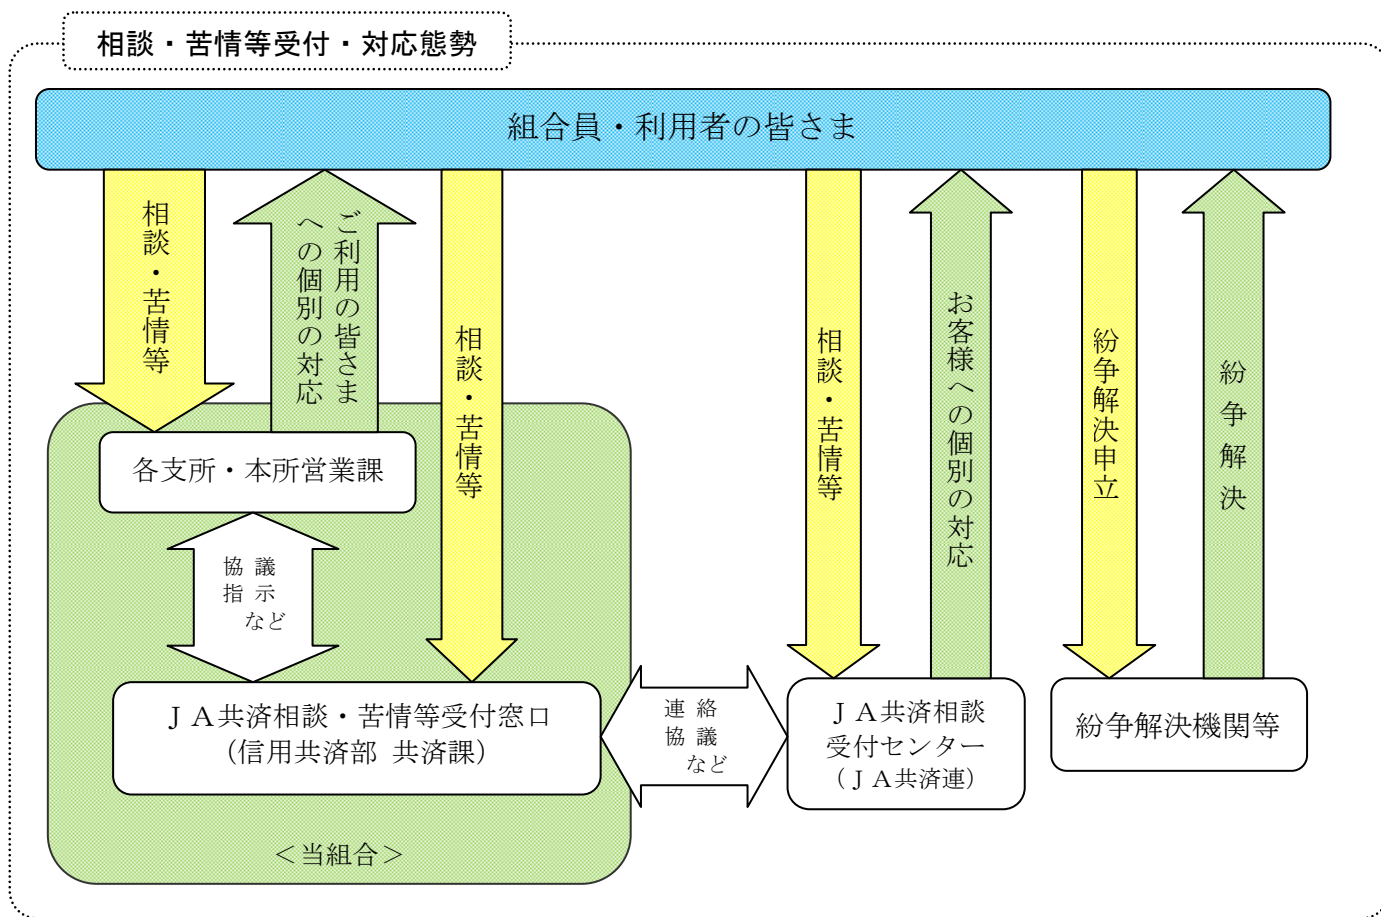 相談・苦情等受付・対応態勢
組合員・利用者の皆さま
相談・苦情等
ご利用の皆さま
への個別の対応
相談・苦情等
相談・苦情等
お客様への個別の対応
紛争解決申立
紛争解決
各支所・本所営業課
協 議
指 示
など
ＪＡ共済相談・苦情等受付窓口
（信用共済部 共済課）
連 絡
協 議
など
ＪＡ共済相談
受付センター
（ＪＡ共済連）
紛争解決機関等
＜当組合＞